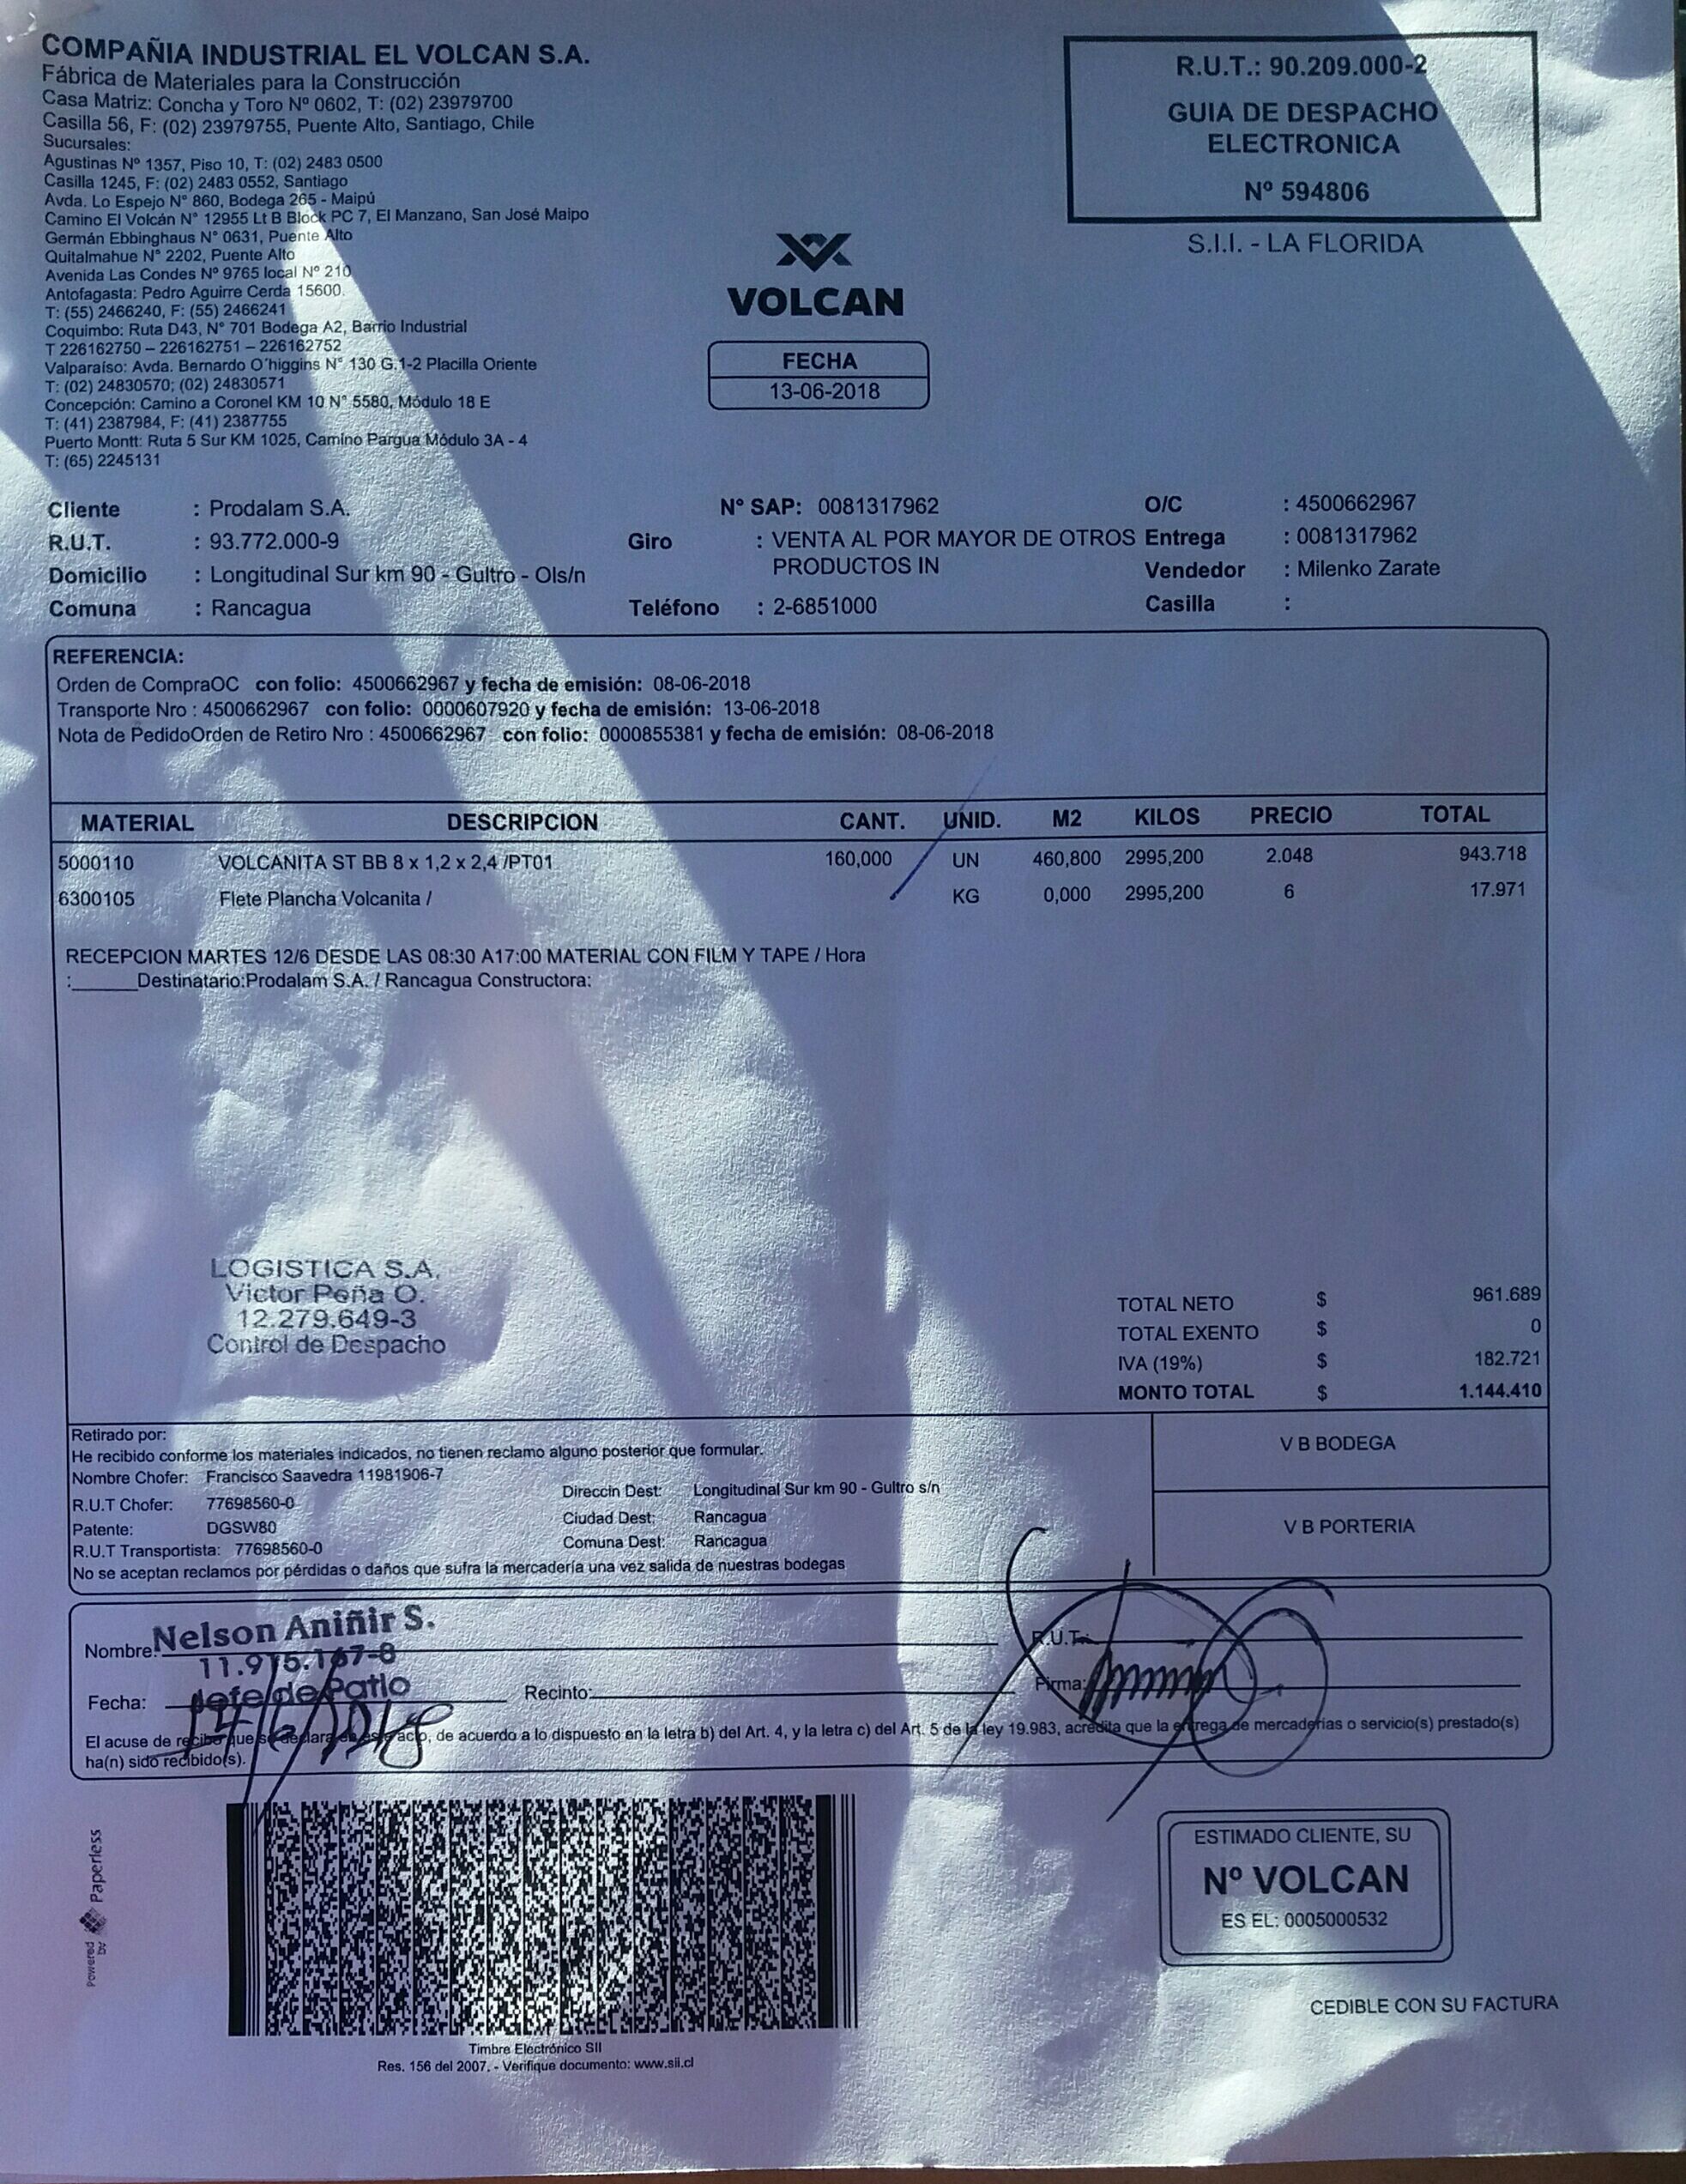 COMPAÑIA INDUSTRIAL EL VOLCAN S.A.
Fábrica de Materiales para la Construcción
Casa Matriz: Concha y Toro Nº 0602, T: (02) 23979700
Casilla 56, F: (02) 23979755, Puente Alto, Santiago, Chile
Sucursales:
Agustinas Nº 1357, Piso 10, T: (02) 2483 0500
Casilla 1245, F: (02) 2483 0552, Santiago
Avda. Lo Espejo N° 860, Bodega 265 - Maipú
Camino El Volcán N° 12955 Lt B Block PC 7, El Manzano, San José Maipo
Germán Ebbinghaus N° 0631, Puente Alto
Quitalmahue N° 2202, Puente Alto
Avenida Las Condes Nº 9765 local Nº 210
Antofagasta: Pedro Aguirre Cerda 15600.
T: (55) 2466240, F: (55) 2466241
Coquimbo: Ruta D43, N° 701 Bodega A2, Barrio Industrial
T 226162750 – 226162751 – 226162752
Valparaíso: Avda. Bernardo O´higgins N° 130 G.1-2 Placilla Oriente
T: (02) 24830570; (02) 24830571
Concepción: Camino a Coronel KM 10 N° 5580, Módulo 18 E
T: (41) 2387984, F: (41) 2387755
Puerto Montt: Ruta 5 Sur KM 1025, Camino Pargua Módulo 3A - 4
T: (65) 2245131
VOLCAN
FECHA
13-06-2018
R.U.T.: 90.209.000-2
GUIA DE DESPACHO
ELECTRONICA
Nº 594806
S.I.I. - LA FLORIDA
Cliente : Prodalam S.A. N° SAP: 0081317962 O/C : 4500662967
R.U.T. : 93.772.000-9 Giro : VENTA AL POR MAYOR DE OTROS Entrega : 0081317962
PRODUCTOS IN
Domicilio : Longitudinal Sur km 90 - Gultro - Ols/n Vendedor : Milenko Zarate
Comuna : Rancagua Teléfono : 2-6851000 Casilla :
REFERENCIA:
Orden de CompraOC con folio: 4500662967 y fecha de emisión: 08-06-2018
Transporte Nro : 4500662967 con folio: 0000607920 y fecha de emisión: 13-06-2018
Nota de PedidoOrden de Retiro Nro : 4500662967 con folio: 0000855381 y fecha de emisión: 08-06-2018
MATERIAL DESCRIPCION CANT. UNID. M2 KILOS PRECIO TOTAL
5000110 VOLCANITA ST BB 8 x 1,2 x 2,4 /PT01 160,000 UN 460,800 2995,200 2.048 943.718
6300105 Flete Plancha Volcanita / KG 0,000 2995,200 6 17.971
RECEPCION MARTES 12/6 DESDE LAS 08:30 A17:00 MATERIAL CON FILM Y TAPE / Hora
:______Destinatario:Prodalam S.A. / Rancagua Constructora:
LOGISTICA S.A.
Victor Peña O.
12.279.649-3
Control de Despacho
TOTAL NETO $ 961.689
TOTAL EXENTO $ 0
IVA (19%) $ 182.721
MONTO TOTAL $ 1.144.410
Retirado por:
He recibido conforme los materiales indicados, no tienen reclamo alguno posterior que formular.
Nombre Chofer: Francisco Saavedra 11981906-7
R.U.T Chofer: 77698560-0 Direccin Dest: Longitudinal Sur km 90 - Gultro s/n
Patente: DGSW80 Ciudad Dest: Rancagua
R.U.T Transportista: 77698560-0 Comuna Dest: Rancagua
No se aceptan reclamos por pérdidas o daños que sufra la mercadería una vez salida de nuestras bodegas
V B BODEGA
V B PORTERIA
Nelson Aniñir S.
Nombre: R.U.T.:
11.975.167-8
Jefe de Patio
Fecha: Recinto: Firma:
El acuse de recibo que se declara en este acto, de acuerdo a lo dispuesto en la letra b) del Art. 4, y la letra c) del Art. 5 de la ley 19.983, acredita que la entrega de mercaderías o servicio(s) prestado(s)
ha(n) sido recibido(s).
Powered by Paperless
Timbre Electrónico SII
Res. 156 del 2007. - Verifique documento: www.sii.cl
ESTIMADO CLIENTE, SU
Nº VOLCAN
ES EL: 0005000532
CEDIBLE CON SU FACTURA